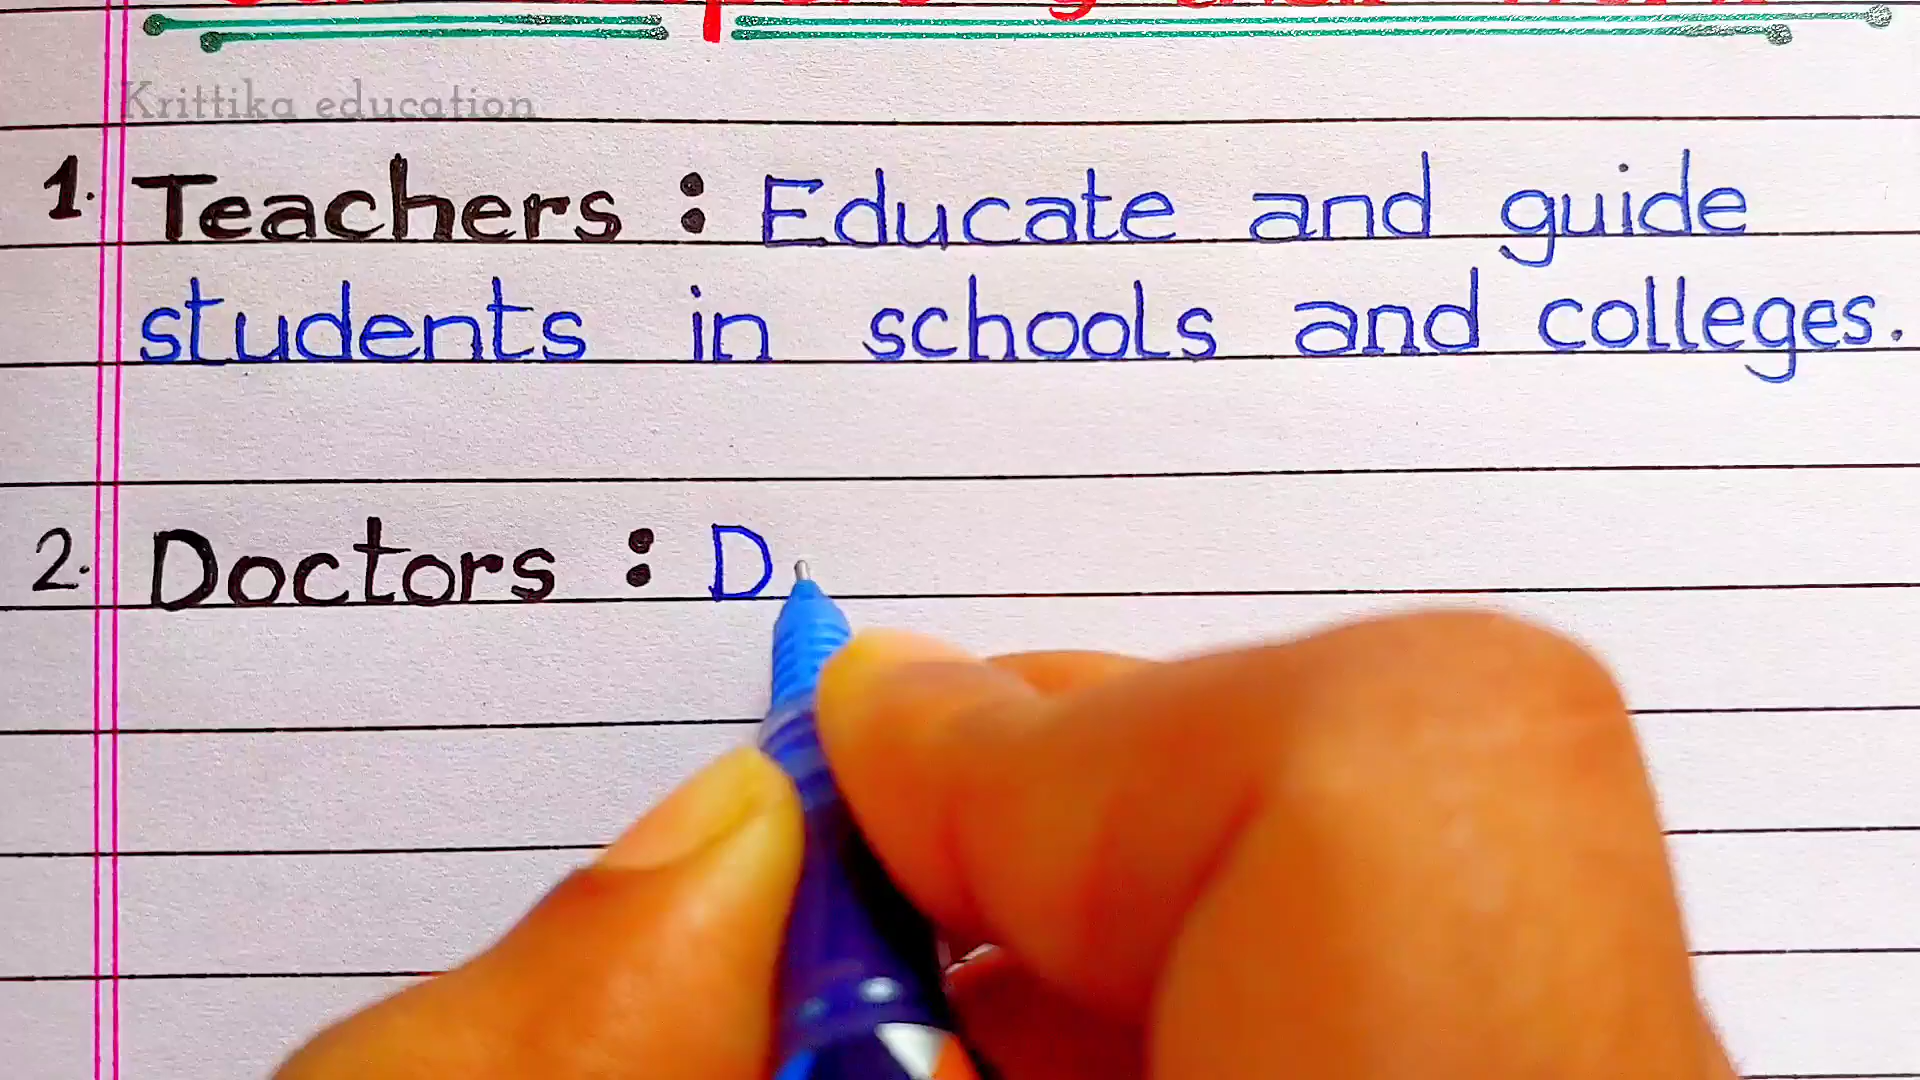 Krittika education
1. Teachers : Educate and guide
students in schools and colleges.
2. Doctors : D